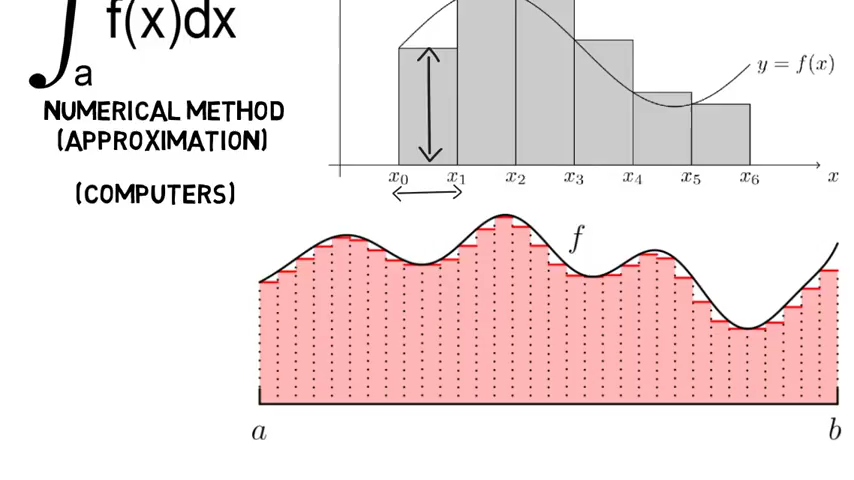 ∫ₐ f(x)dx
NUMERICAL METHOD
(APPROXIMATION)
(COMPUTERS)
y = f(x)
x₀ x₁ x₂ x₃ x₄ x₅ x₆ x
f
a b